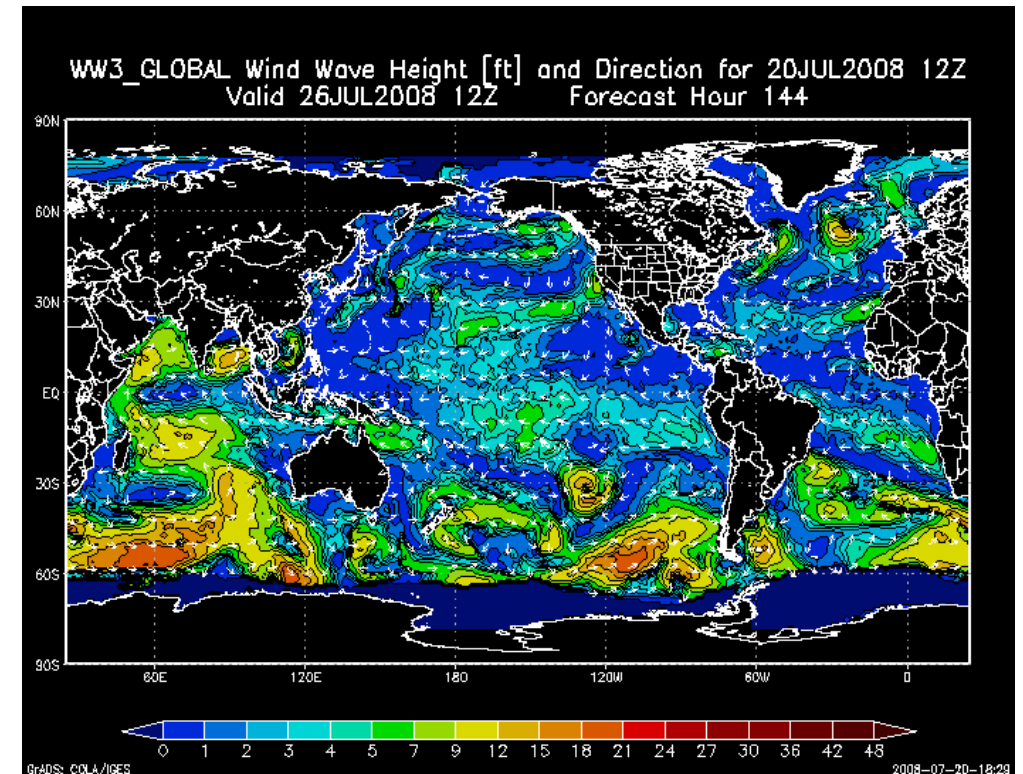 WW3_GLOBAL Wind Wave Height [ft] and Direction for 20JUL2008 12Z
Valid 26JUL2008 12Z Forecast Hour 144
90N
60N
30N
EQ
30S
60S
90S
60E 120E 180 120W 60W 0
0 1 2 3 4 5 7 9 12 15 18 21 24 27 30 36 42 48
GrADS: COLA/IGES 2008-07-20-18:29